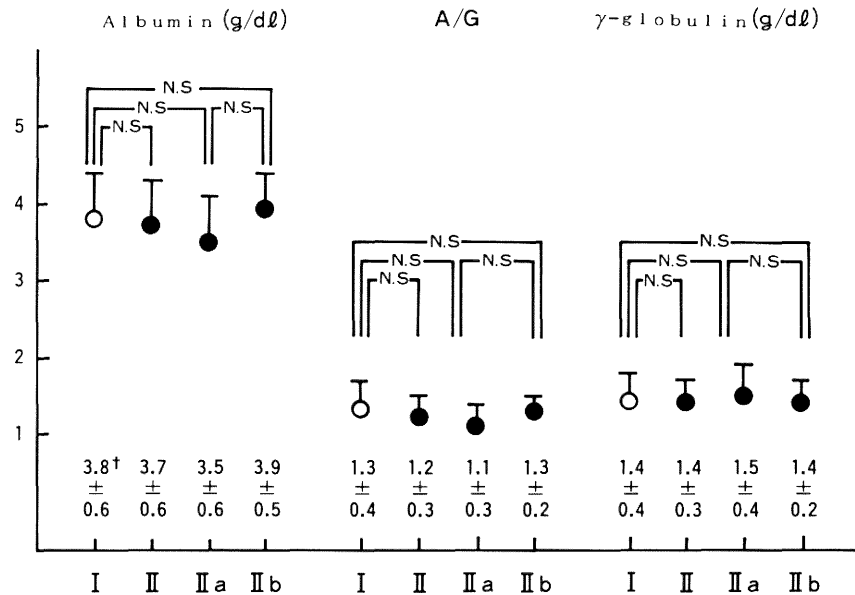 Albumin (g/dℓ) A/G γ-globulin (g/dℓ)
N.S
5
N.S N.S
N.S
4
N.S N.S
3
N.S N.S N.S N.S
N.S N.S
2
1
3.8† 3.7 3.5 3.9 1.3 1.2 1.1 1.3 1.4 1.4 1.5 1.4
± ± ± ± ± ± ± ± ± ± ± ±
0.6 0.6 0.6 0.5 0.4 0.3 0.3 0.2 0.4 0.3 0.4 0.2
I II IIa IIb I II IIa IIb I II IIa IIb